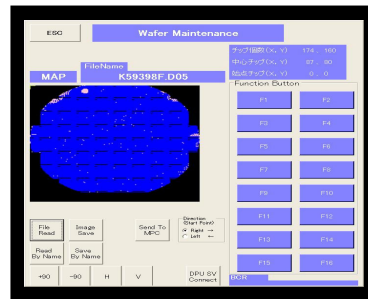 ESC
Wafer Maintenance
チップ個数(X, Y) 174 . 160
中心チップ(X, Y) 87 . 80
始点チップ(X, Y) 0 . 0
FileName
MAP K59398F.D05
Function Button
F1 F2
F3 F4
F5 F6
F7 F8
F9 F10
F11 F12
F13 F14
F15 F16
File Read
Image Save
Send To MPC
Direction (Start Point)
Right →
Left ←
Read By Name
Save By Name
+90 -90 H V
DPU SV Connect
BCR